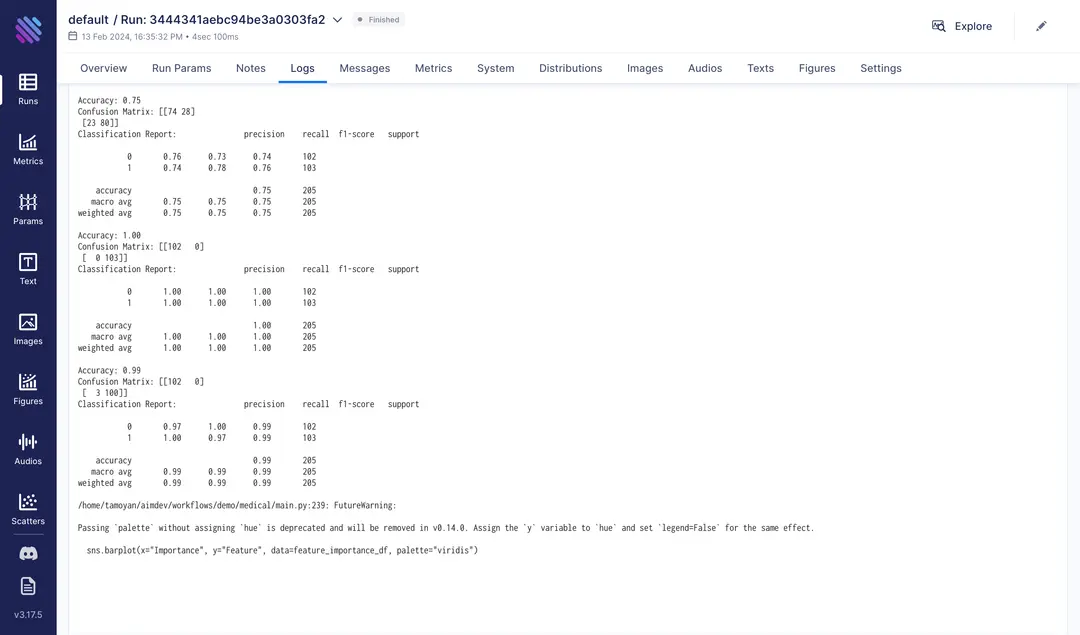 default / Run: 3444341aebc94be3a0303fa2 Finished
13 Feb 2024, 16:35:32 PM • 4sec 100ms
Explore
Overview Run Params Notes Logs Messages Metrics System Distributions Images Audios Texts Figures Settings
Runs
Metrics
Params
Text
Images
Figures
Audios
Scatters
v3.17.5
Accuracy: 0.75
Confusion Matrix: [[74 28]
[23 80]]
Classification Report: precision recall f1-score support
0 0.76 0.73 0.74 102
1 0.74 0.78 0.76 103
accuracy 0.75 205
macro avg 0.75 0.75 0.75 205
weighted avg 0.75 0.75 0.75 205
Accuracy: 1.00
Confusion Matrix: [[102 0]
[ 0 103]]
Classification Report: precision recall f1-score support
0 1.00 1.00 1.00 102
1 1.00 1.00 1.00 103
accuracy 1.00 205
macro avg 1.00 1.00 1.00 205
weighted avg 1.00 1.00 1.00 205
Accuracy: 0.99
Confusion Matrix: [[102 0]
[ 3 100]]
Classification Report: precision recall f1-score support
0 0.97 1.00 0.99 102
1 1.00 0.97 0.99 103
accuracy 0.99 205
macro avg 0.99 0.99 0.99 205
weighted avg 0.99 0.99 0.99 205
/home/tamoyan/aimdev/workflows/demo/medical/main.py:239: FutureWarning:
Passing `palette` without assigning `hue` is deprecated and will be removed in v0.14.0. Assign the `y` variable to `hue` and set `legend=False` for the same effect.
sns.barplot(x="Importance", y="Feature", data=feature_importance_df, palette="viridis")